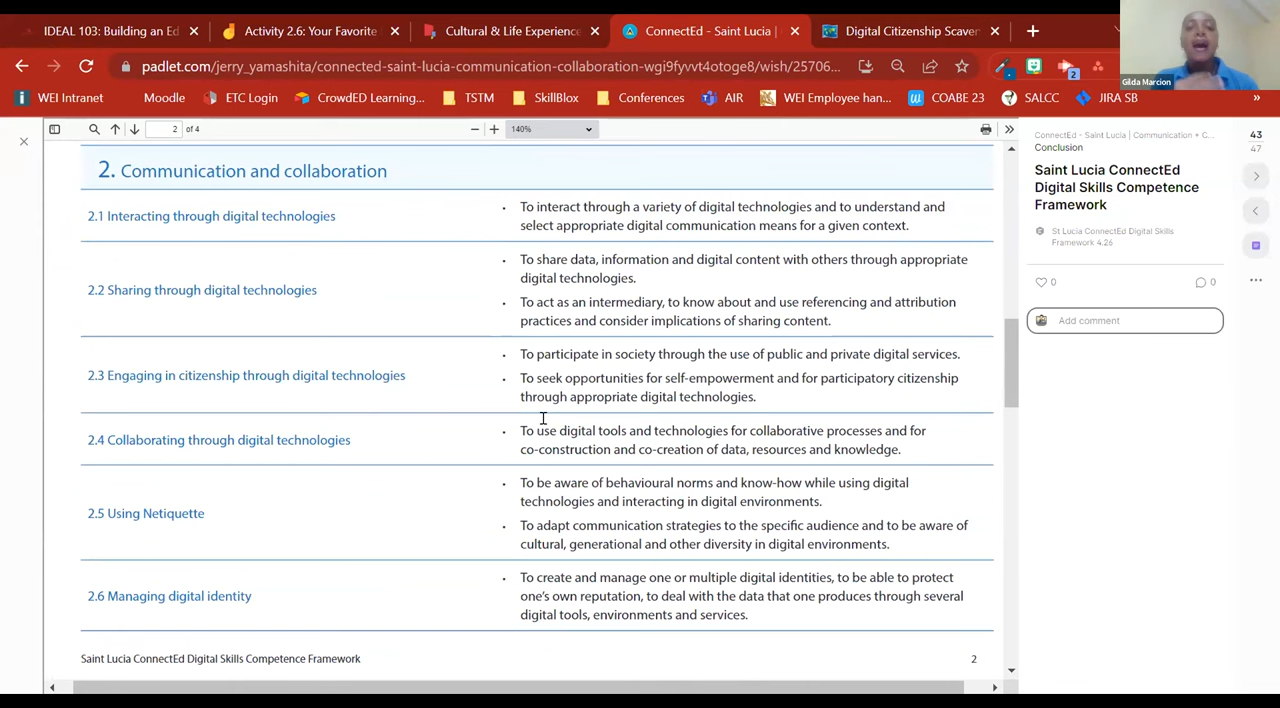 IDEAL 103: Building an Ed
Activity 2.6: Your Favorite
Cultural & Life Experience
ConnectEd - Saint Lucia |
Digital Citizenship Scaven
padlet.com/jerry_yamashita/connected-saint-lucia-communication-collaboration-wgi9fyvvt4otoge8/wish/25706...
2
WEI Intranet
Moodle
ETC Login
CrowdED Learning...
TSTM
SkillBlox
Conferences
AIR
WEI Employee han...
COABE 23
SALCC
JIRA SB
Gilda Marcion
2 of 4
140%
2. Communication and collaboration
2.1 Interacting through digital technologies
• To interact through a variety of digital technologies and to understand and
select appropriate digital communication means for a given context.
2.2 Sharing through digital technologies
• To share data, information and digital content with others through appropriate
digital technologies.
• To act as an intermediary, to know about and use referencing and attribution
practices and consider implications of sharing content.
2.3 Engaging in citizenship through digital technologies
• To participate in society through the use of public and private digital services.
• To seek opportunities for self-empowerment and for participatory citizenship
through appropriate digital technologies.
2.4 Collaborating through digital technologies
• To use digital tools and technologies for collaborative processes and for
co-construction and co-creation of data, resources and knowledge.
2.5 Using Netiquette
• To be aware of behavioural norms and know-how while using digital
technologies and interacting in digital environments.
• To adapt communication strategies to the specific audience and to be aware of
cultural, generational and other diversity in digital environments.
2.6 Managing digital identity
• To create and manage one or multiple digital identities, to be able to protect
one's own reputation, to deal with the data that one produces through several
digital tools, environments and services.
Saint Lucia ConnectEd Digital Skills Competence Framework
2
ConnectEd - Saint Lucia | Communication + C...
Conclusion
43
47
Saint Lucia ConnectEd
Digital Skills Competence
Framework
St Lucia ConnectEd Digital Skills
Framework 4.26
0
0
Add comment